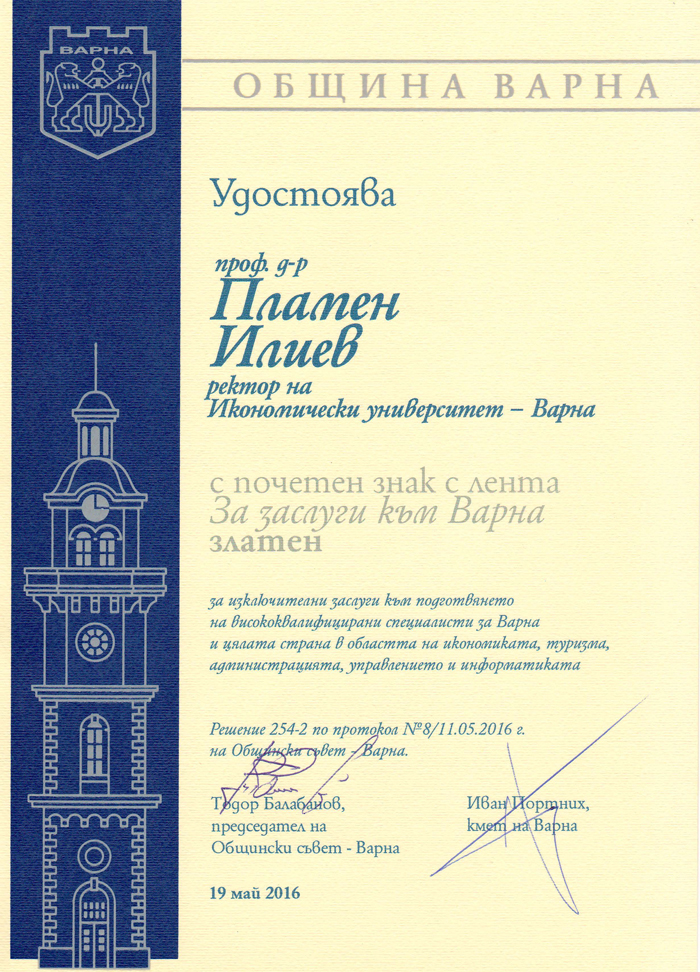 ВАРНА
ОБЩИНА ВАРНА
Удостоява
проф. д-р
Пламен
Илиев
ректор на
Икономически университет – Варна
с почетен знак с лента
За заслуги към Варна
златен
за изключителни заслуги към подготвянето
на висококвалифицирани специалисти за Варна
и цялата страна в областта на икономиката, туризма,
администрацията, управлението и информатиката
Решение 254-2 по протокол №8/11.05.2016 г.
на Общински съвет - Варна.
Тодор Балабанов,
председател на
Общински съвет - Варна
Иван Портних,
кмет на Варна
19 май 2016